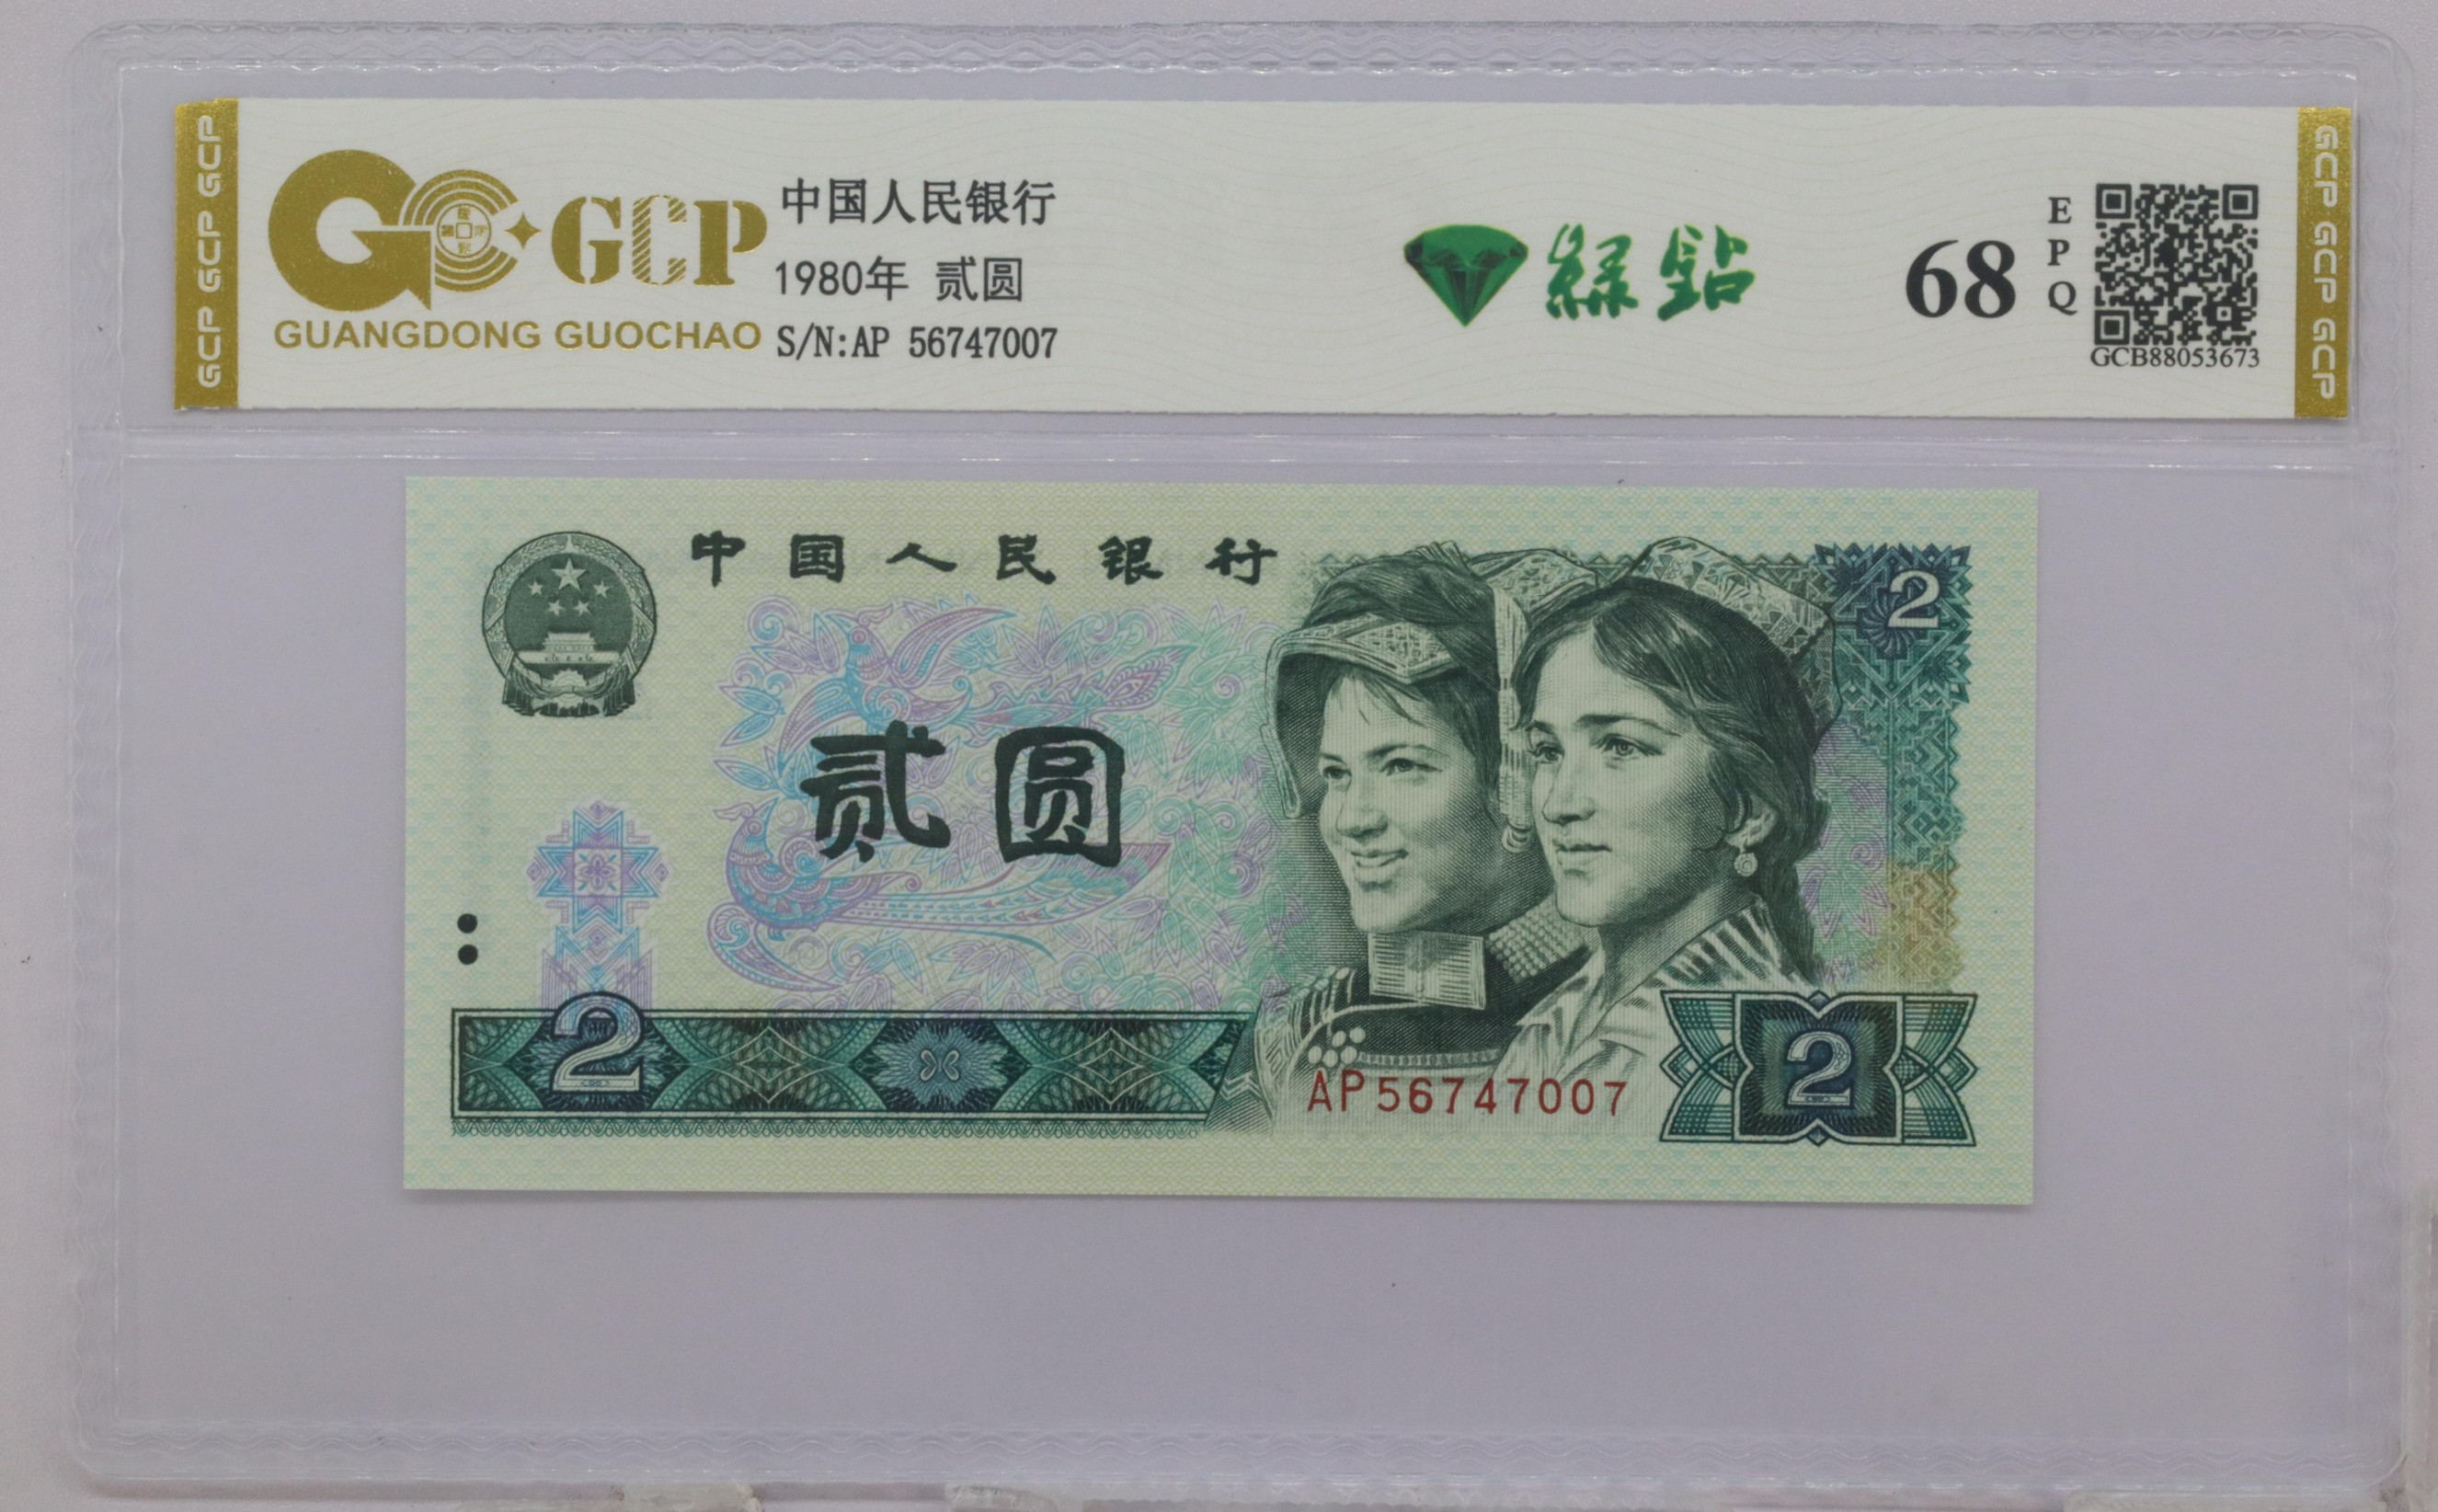 GCP GCP GCP
GCP
GUANGDONG GUOCHAO
中国人民银行
1980年 贰圆
S/N:AP 56747007
綠鉆
68
EPQ
GCB88053673
GCP GCP GCP
中国人民银行
2
贰圆
2
AP56747007
2